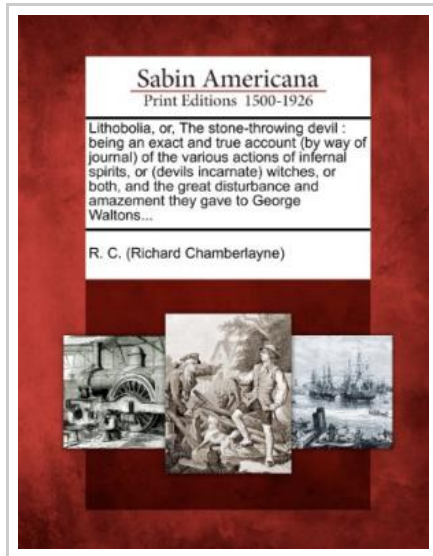 Sabin Americana
Print Editions 1500-1926
Lithobolia, or, The stone-throwing devil :
being an exact and true account (by way of
journal) of the various actions of infernal
spirits, or (devils incarnate) witches, or
both, and the great disturbance and
amazement they gave to George
Waltons...
R. C. (Richard Chamberlayne)